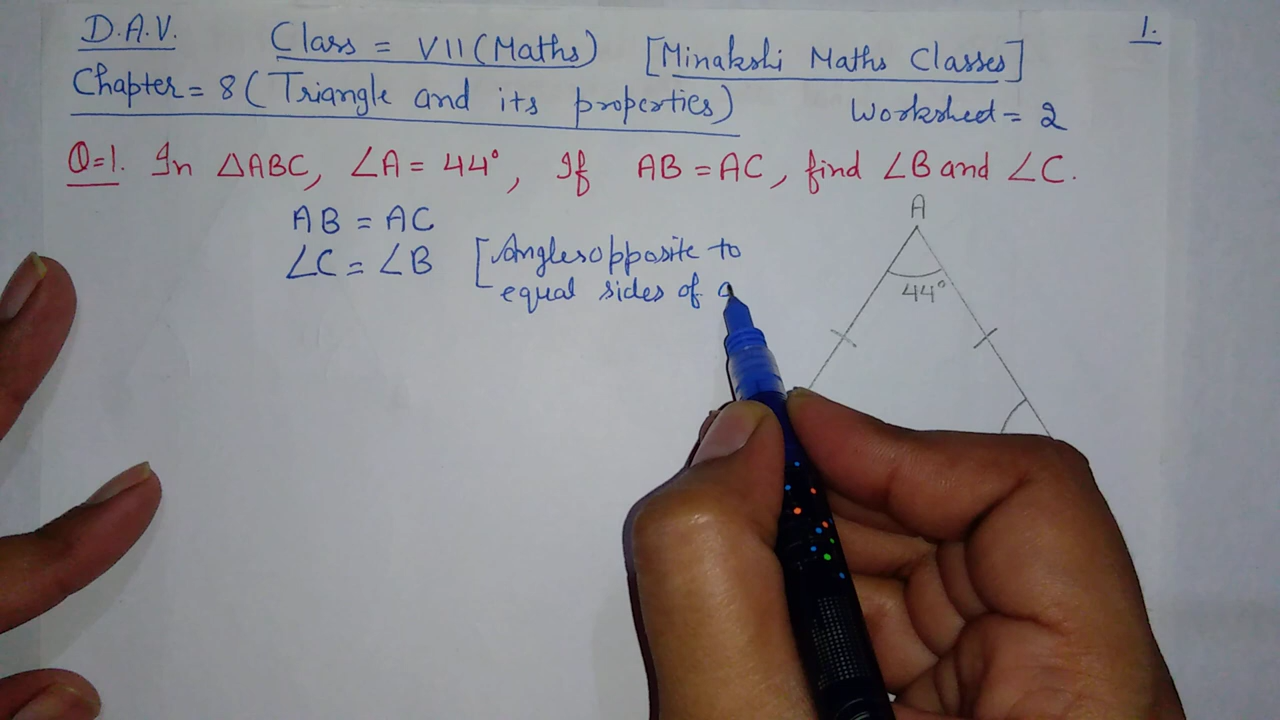 D.A.V. Class = VII (Maths) [Minakshi Maths Classes] 1.
Chapter = 8 (Triangle and its properties) Worksheet = 2
Q=1. In △ABC, ∠A = 44°, If AB = AC, find ∠B and ∠C.
AB = AC
∠C = ∠B [Angles opposite to
equal sides of a
A
44°